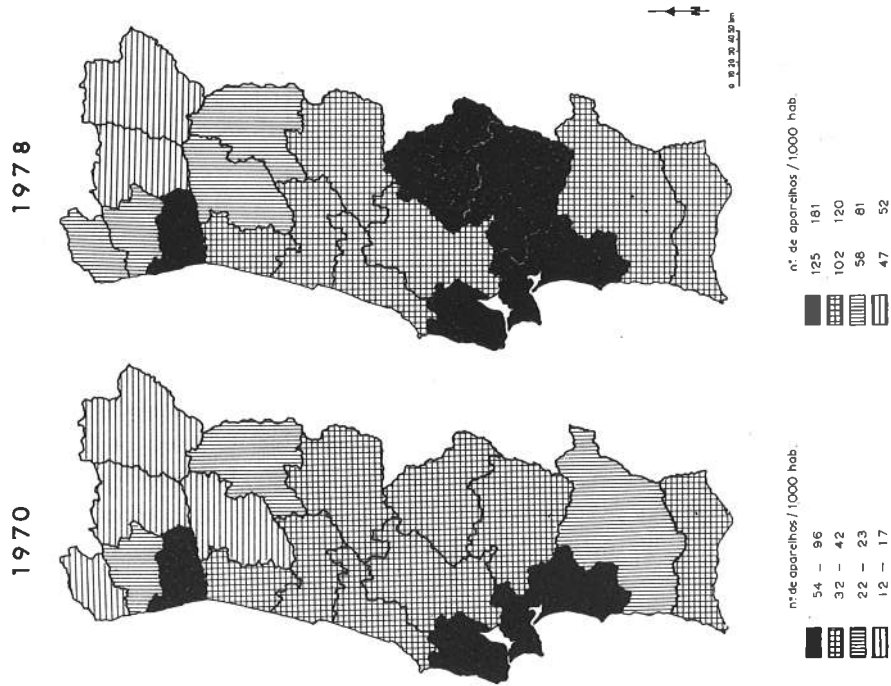 1970
1978
N
0 10 20 30 40 50 km
nº. de aparelhos / 1000 hab.
54 – 96
32 – 42
22 – 23
12 – 17
nº. de aparelhos / 1000 hab.
125 181
102 120
58 81
47 52